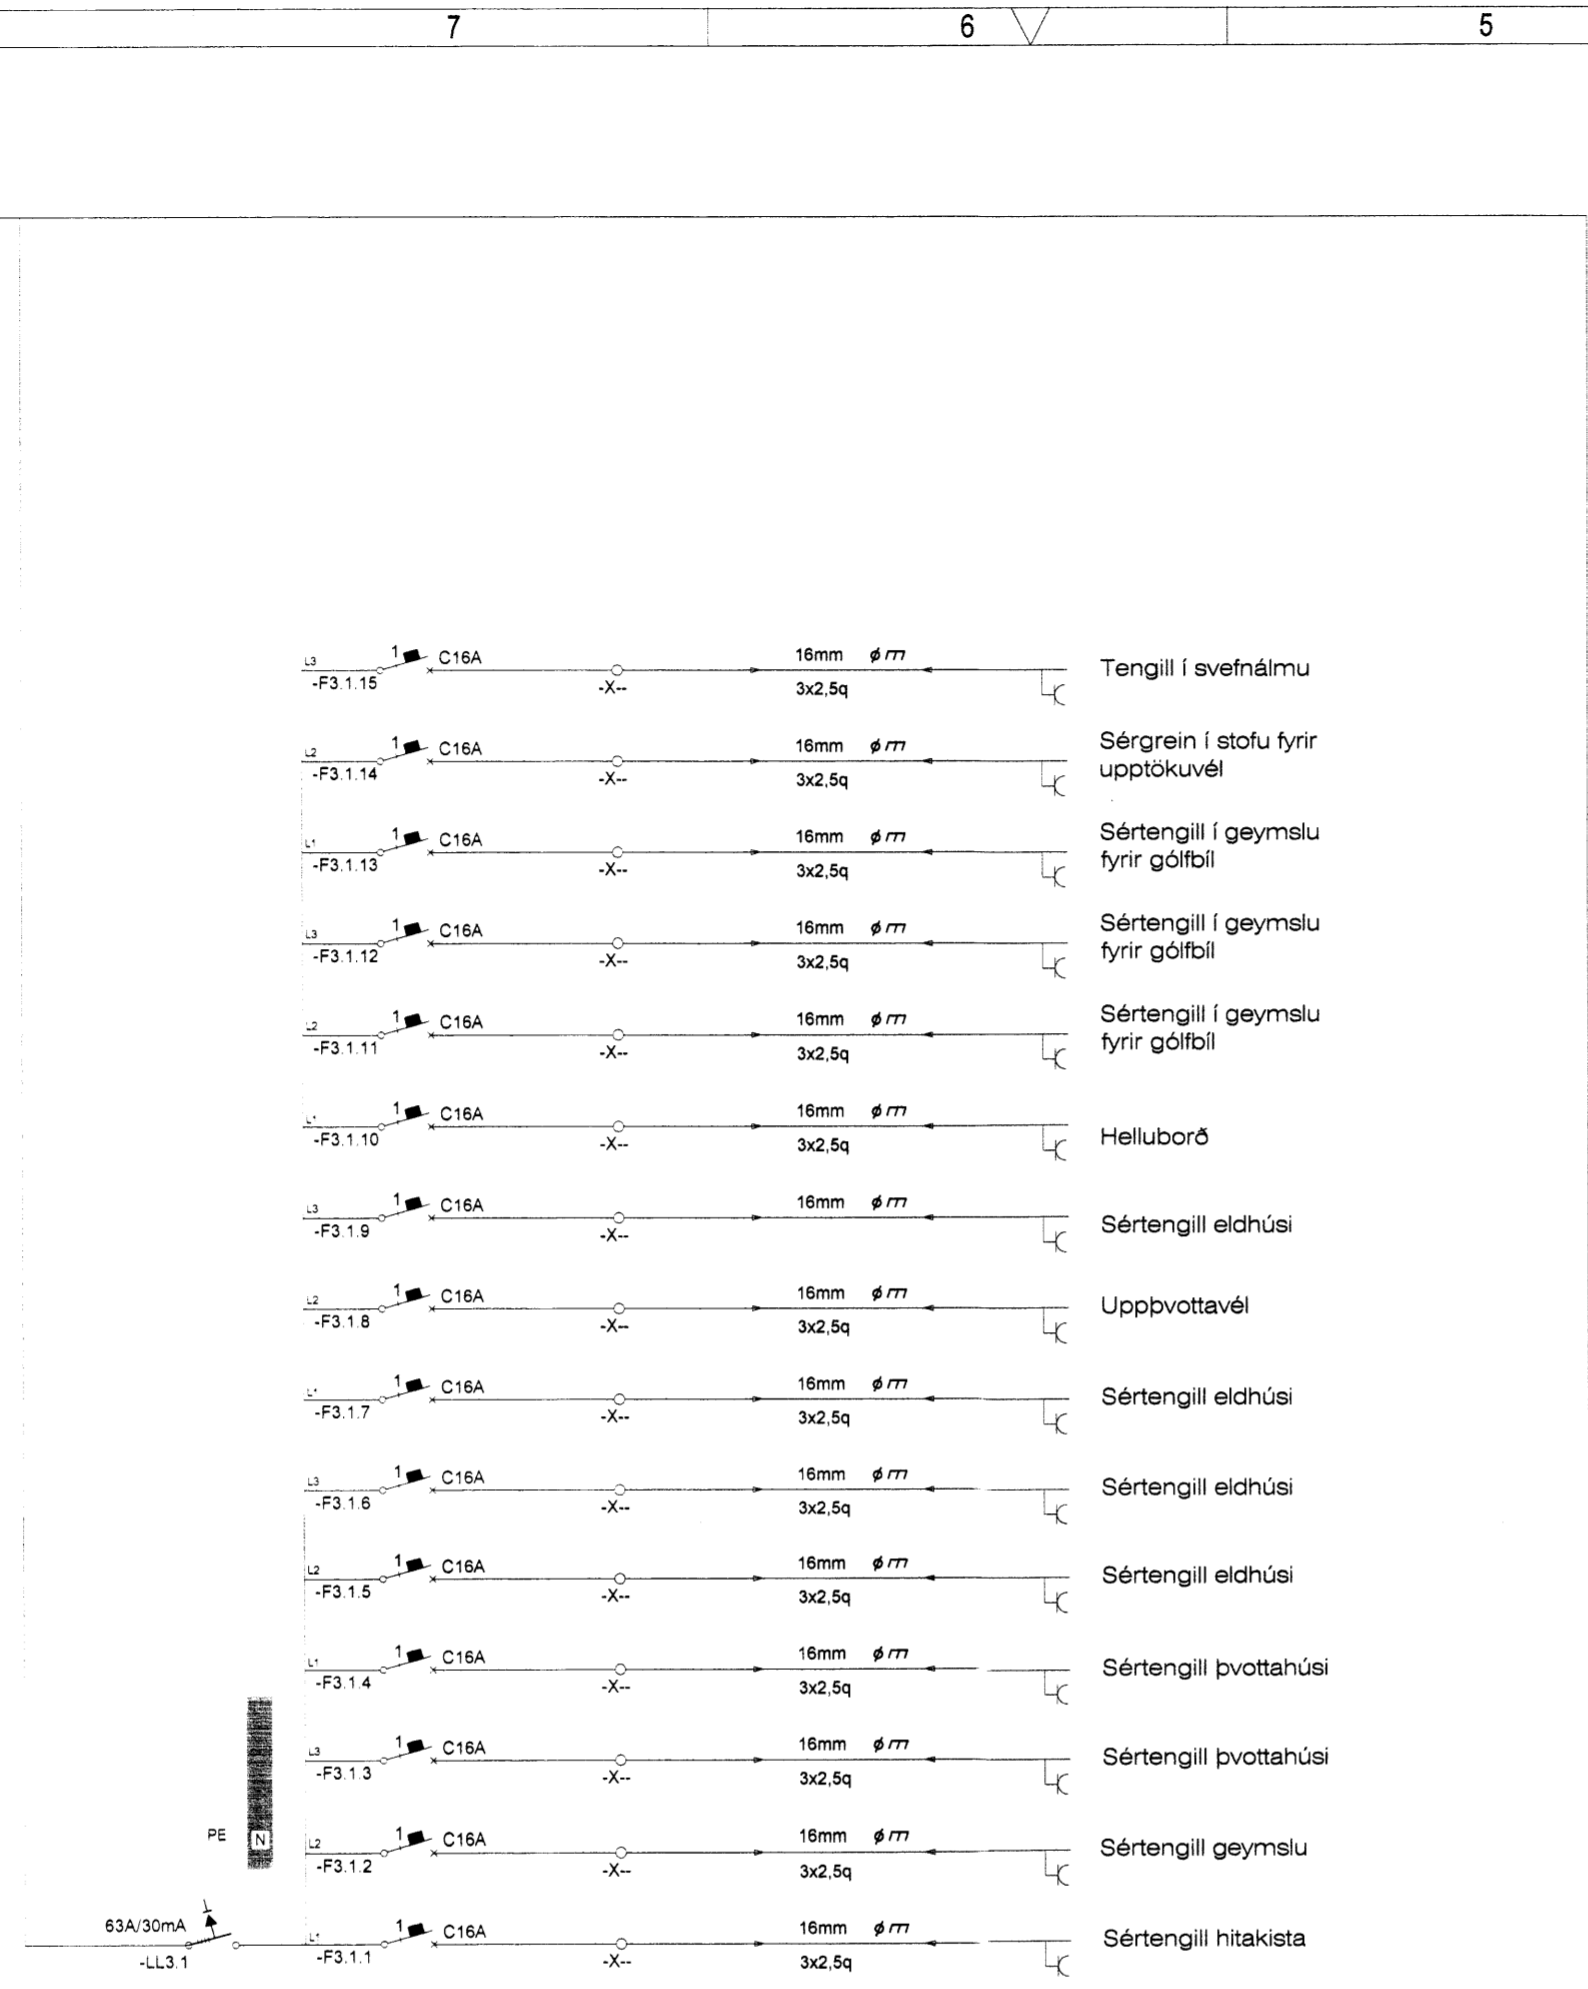 7 6 5
L3 1 C16A 16mm ø Tengill í svefnálmu
-F3.1.15 -X-- 3x2,5q
Sérgrein í stofu fyrir
L2 1 C16A 16mm ø upptökuvél
-F3.1.14 -X-- 3x2,5q
Sértengill í geymslu
L1 1 C16A 16mm ø fyrir gólfbíl
-F3.1.13 -X-- 3x2,5q
Sértengill í geymslu
L3 1 C16A 16mm ø fyrir gólfbíl
-F3.1.12 -X-- 3x2,5q
Sértengill í geymslu
L2 1 C16A 16mm ø fyrir gólfbíl
-F3.1.11 -X-- 3x2,5q
L1 1 C16A 16mm ø Helluborð
-F3.1.10 -X-- 3x2,5q
L3 1 C16A 16mm ø Sértengill eldhúsi
-F3.1.9 -X--
L2 1 C16A 16mm ø Uppþvottavél
-F3.1.8 -X-- 3x2,5q
L1 1 C16A 16mm ø Sértengill eldhúsi
-F3.1.7 -X-- 3x2,5q
L3 1 C16A 16mm ø Sértengill eldhúsi
-F3.1.6 -X-- 3x2,5q
L2 1 C16A 16mm ø Sértengill eldhúsi
-F3.1.5 -X-- 3x2,5q
L1 1 C16A 16mm ø Sértengill þvottahúsi
-F3.1.4 -X-- 3x2,5q
L3 1 C16A 16mm ø Sértengill þvottahúsi
-F3.1.3 -X-- 3x2,5q
PE N L2 1 C16A 16mm ø Sértengill geymslu
-F3.1.2 -X-- 3x2,5q
63A/30mA L1 1 C16A 16mm ø Sértengill hitakista
-LL3.1 -F3.1.1 -X-- 3x2,5q